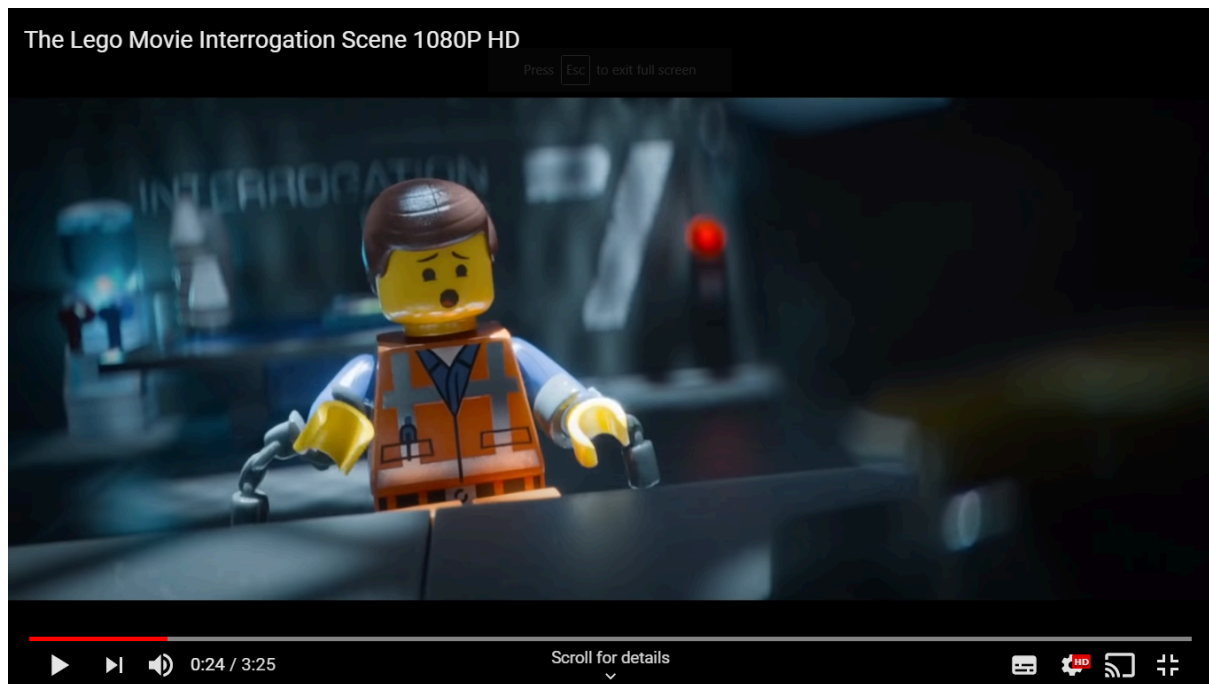 The Lego Movie Interrogation Scene 1080P HD
Press Esc to exit full screen
INTERROGATION
0:24 / 3:25
Scroll for details
HD